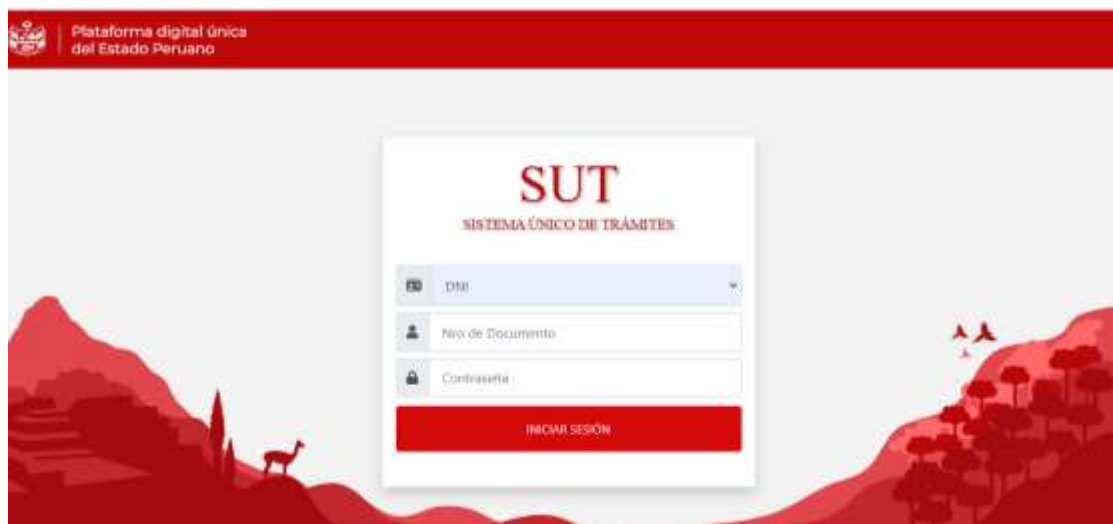 Plataforma digital única
del Estado Peruano
SUT
SISTEMA ÚNICO DE TRÁMITES
DNI
Nro de Documento
Contraseña
INICIAR SESIÓN